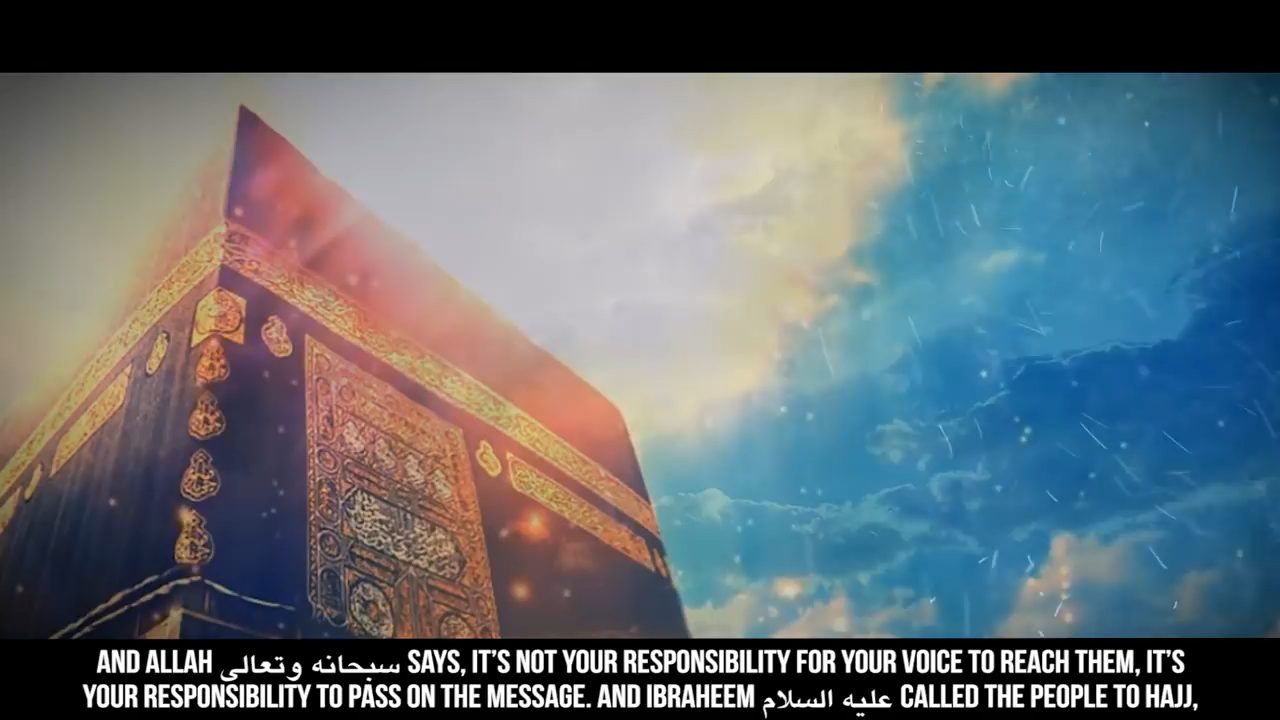 AND ALLAH سبحانه وتعالى SAYS, IT'S NOT YOUR RESPONSIBILITY FOR YOUR VOICE TO REACH THEM, IT'S
YOUR RESPONSIBILITY TO PASS ON THE MESSAGE. AND IBRAHEEM عليه السلام CALLED THE PEOPLE TO HAJJ,